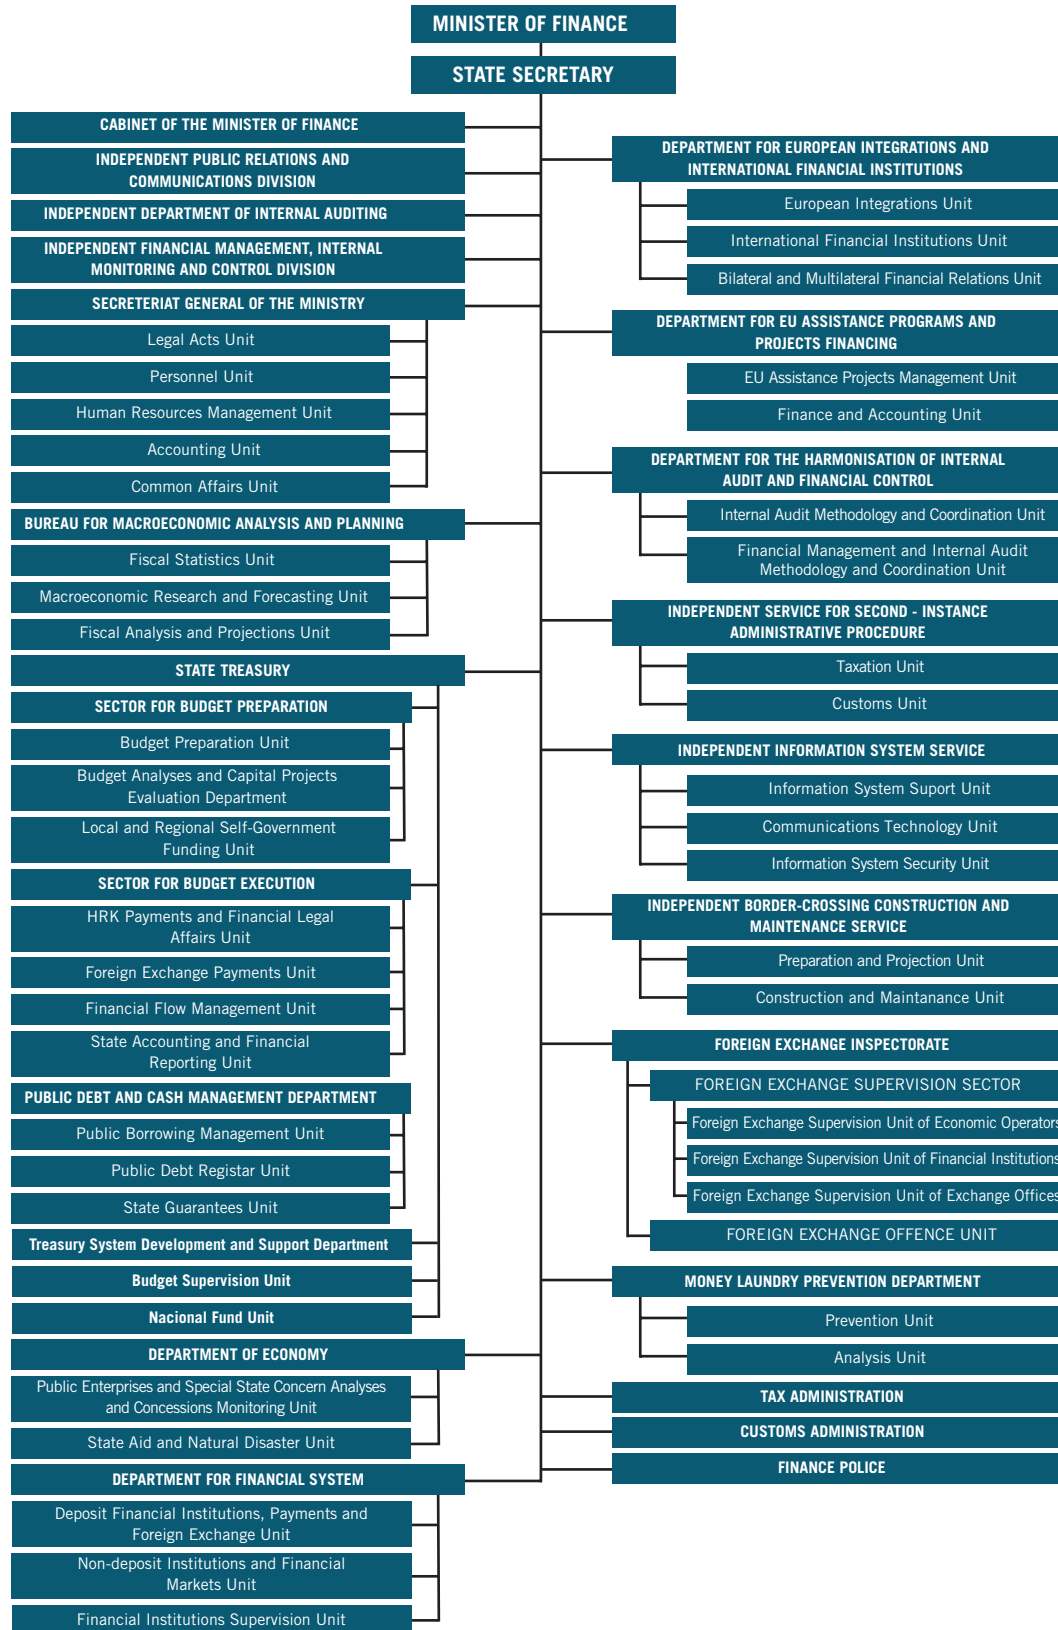 MINISTER OF FINANCE
STATE SECRETARY
CABINET OF THE MINISTER OF FINANCE
INDEPENDENT PUBLIC RELATIONS AND
COMMUNICATIONS DIVISION
INDEPENDENT DEPARTMENT OF INTERNAL AUDITING
INDEPENDENT FINANCIAL MANAGEMENT, INTERNAL
MONITORING AND CONTROL DIVISION
SECRETERIAT GENERAL OF THE MINISTRY
Legal Acts Unit
Personnel Unit
Human Resources Management Unit
Accounting Unit
Common Affairs Unit
BUREAU FOR MACROECONOMIC ANALYSIS AND PLANNING
Fiscal Statistics Unit
Macroeconomic Research and Forecasting Unit
Fiscal Analysis and Projections Unit
STATE TREASURY
SECTOR FOR BUDGET PREPARATION
Budget Preparation Unit
Budget Analyses and Capital Projects
Evaluation Department
Local and Regional Self-Government
Funding Unit
SECTOR FOR BUDGET EXECUTION
HRK Payments and Financial Legal
Affairs Unit
Foreign Exchange Payments Unit
Financial Flow Management Unit
State Accounting and Financial
Reporting Unit
PUBLIC DEBT AND CASH MANAGEMENT DEPARTMENT
Public Borrowing Management Unit
Public Debt Registar Unit
State Guarantees Unit
Treasury System Development and Support Department
Budget Supervision Unit
Nacional Fund Unit
DEPARTMENT OF ECONOMY
Public Enterprises and Special State Concern Analyses
and Concessions Monitoring Unit
State Aid and Natural Disaster Unit
DEPARTMENT FOR FINANCIAL SYSTEM
Deposit Financial Institutions, Payments and
Foreign Exchange Unit
Non-deposit Institutions and Financial
Markets Unit
Financial Institutions Supervision Unit
DEPARTMENT FOR EUROPEAN INTEGRATIONS AND
INTERNATIONAL FINANCIAL INSTITUTIONS
European Integrations Unit
International Financial Institutions Unit
Bilateral and Multilateral Financial Relations Unit
DEPARTMENT FOR EU ASSISTANCE PROGRAMS AND
PROJECTS FINANCING
EU Assistance Projects Management Unit
Finance and Accounting Unit
DEPARTMENT FOR THE HARMONISATION OF INTERNAL
AUDIT AND FINANCIAL CONTROL
Internal Audit Methodology and Coordination Unit
Financial Management and Internal Audit
Methodology and Coordination Unit
INDEPENDENT SERVICE FOR SECOND - INSTANCE
ADMINISTRATIVE PROCEDURE
Taxation Unit
Customs Unit
INDEPENDENT INFORMATION SYSTEM SERVICE
Information System Suport Unit
Communications Technology Unit
Information System Security Unit
INDEPENDENT BORDER-CROSSING CONSTRUCTION AND
MAINTENANCE SERVICE
Preparation and Projection Unit
Construction and Maintanance Unit
FOREIGN EXCHANGE INSPECTORATE
FOREIGN EXCHANGE SUPERVISION SECTOR
Foreign Exchange Supervision Unit of Economic Operators
Foreign Exchange Supervision Unit of Financial Institutions
Foreign Exchange Supervision Unit of Exchange Offices
FOREIGN EXCHANGE OFFENCE UNIT
MONEY LAUNDRY PREVENTION DEPARTMENT
Prevention Unit
Analysis Unit
TAX ADMINISTRATION
CUSTOMS ADMINISTRATION
FINANCE POLICE